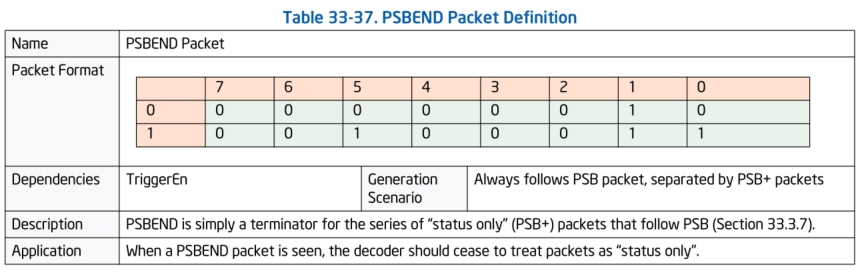 Table 33-37. PSBEND Packet Definition
Name PSBEND Packet
Packet Format
7 6 5 4 3 2 1 0
0 0 0 0 0 0 0 1 0
1 0 0 1 0 0 0 1 1
Dependencies TriggerEn Generation Scenario Always follows PSB packet, separated by PSB+ packets
Description PSBEND is simply a terminator for the series of “status only” (PSB+) packets that follow PSB (Section 33.3.7).
Application When a PSBEND packet is seen, the decoder should cease to treat packets as “status only”.